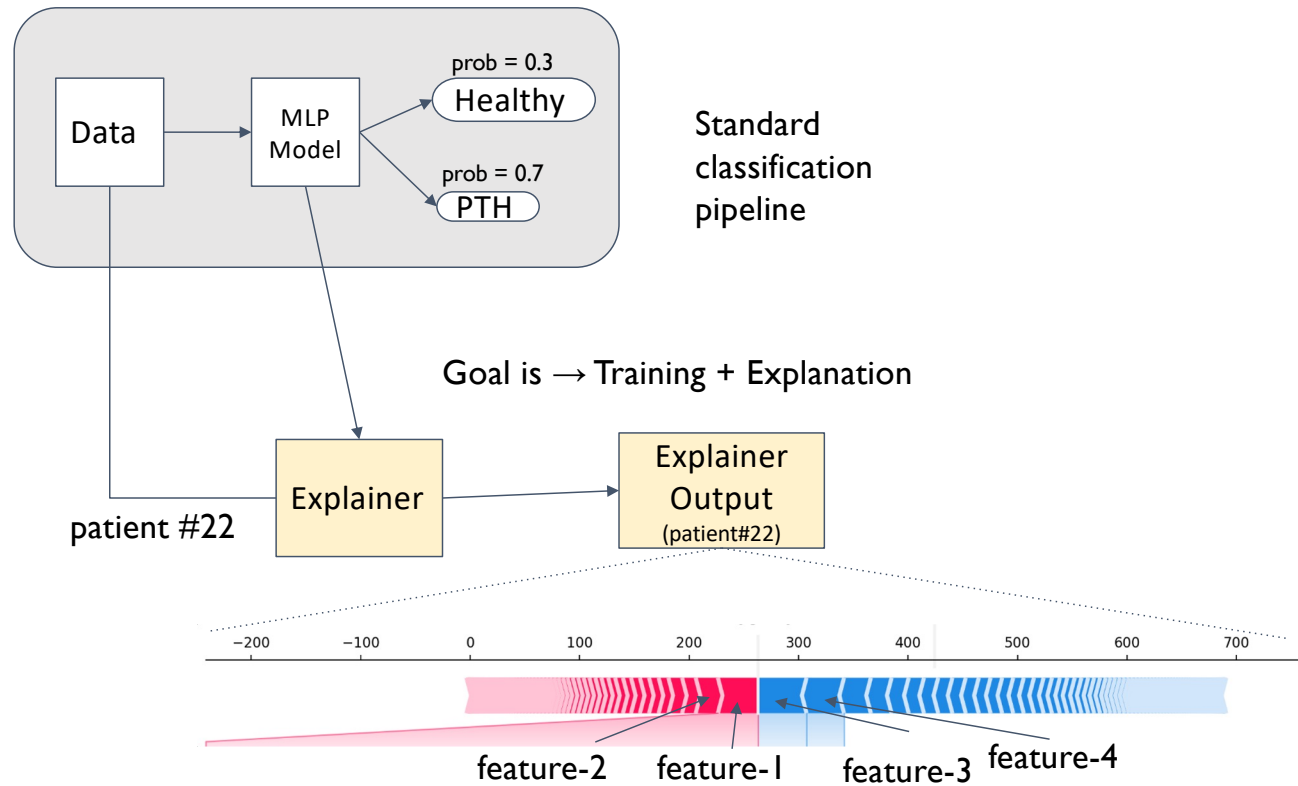 prob = 0.3
Healthy
Data
MLP
Model
prob = 0.7
PTH
Standard
classification
pipeline
Goal is → Training + Explanation
Explainer
Explainer
Output
(patient#22)
patient #22
−200 −100 0 100 200 300 400 500 600 700
feature-2 feature-1 feature-3 feature-4